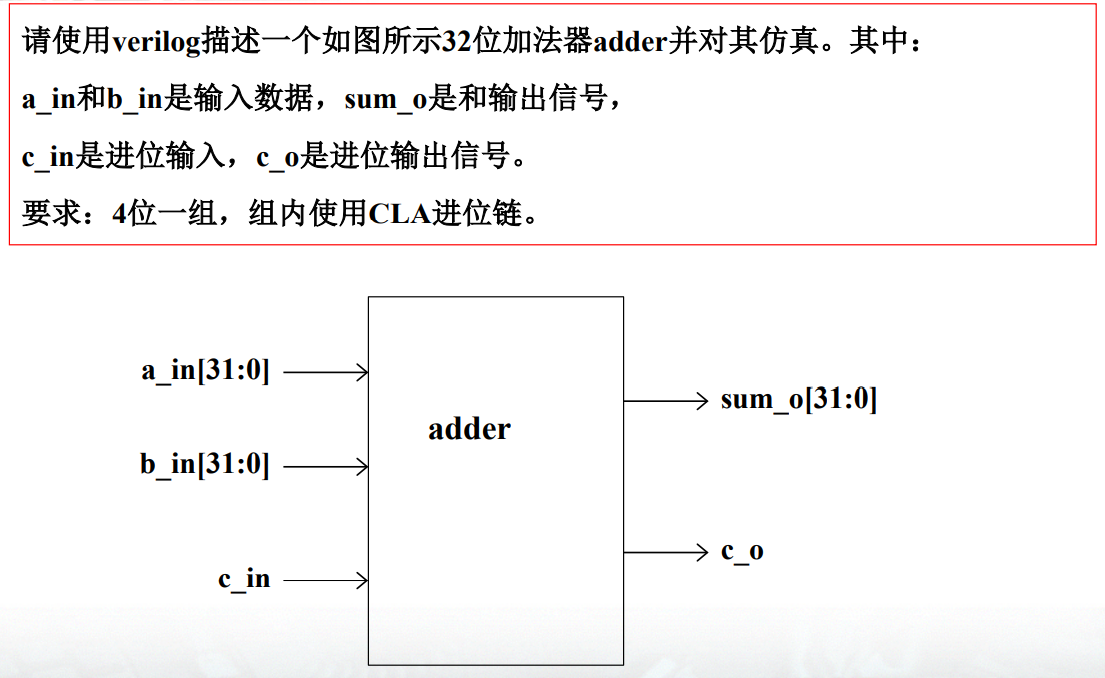 请使用verilog描述一个如图所示32位加法器adder并对其仿真。其中：
a_in和b_in是输入数据，sum_o是和输出信号，
c_in是进位输入，c_o是进位输出信号。
要求：4位一组，组内使用CLA进位链。
a_in[31:0]
sum_o[31:0]
adder
b_in[31:0]
c_o
c_in